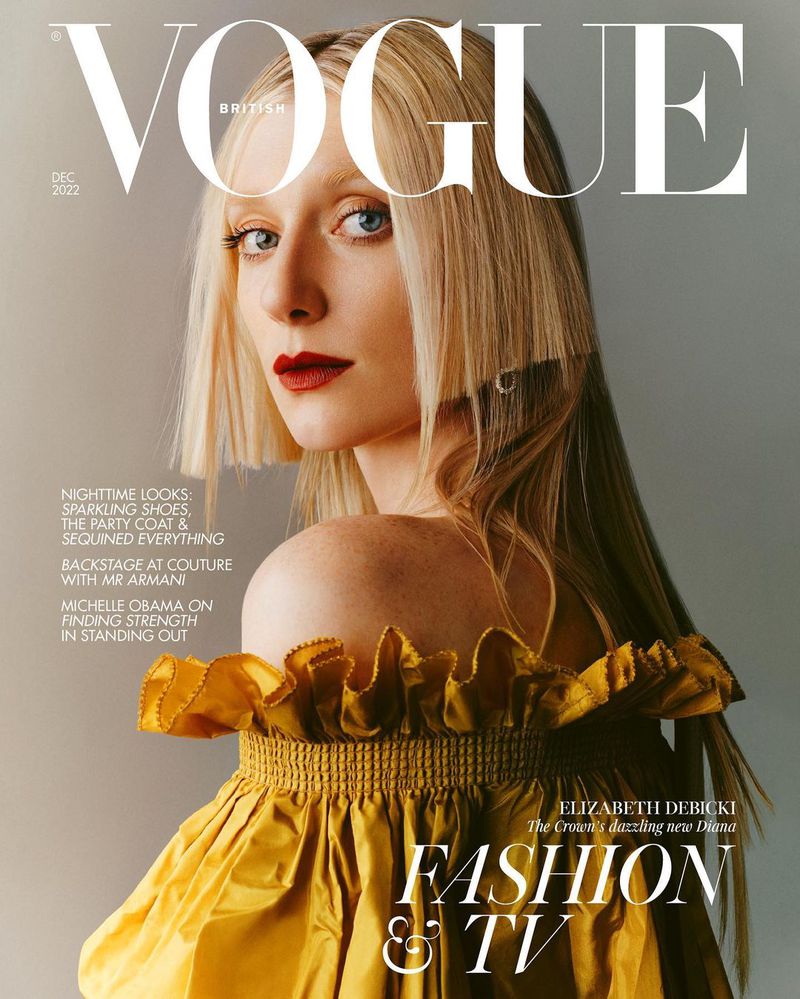 ®
VOGUE
BRITISH
DEC
2022
NIGHTTIME LOOKS:
SPARKLING SHOES,
THE PARTY COAT &
SEQUINED EVERYTHING
BACKSTAGE AT COUTURE
WITH MR ARMANI
MICHELLE OBAMA ON
FINDING STRENGTH
IN STANDING OUT
ELIZABETH DEBICKI
The Crown's dazzling new Diana
FASHION
& TV